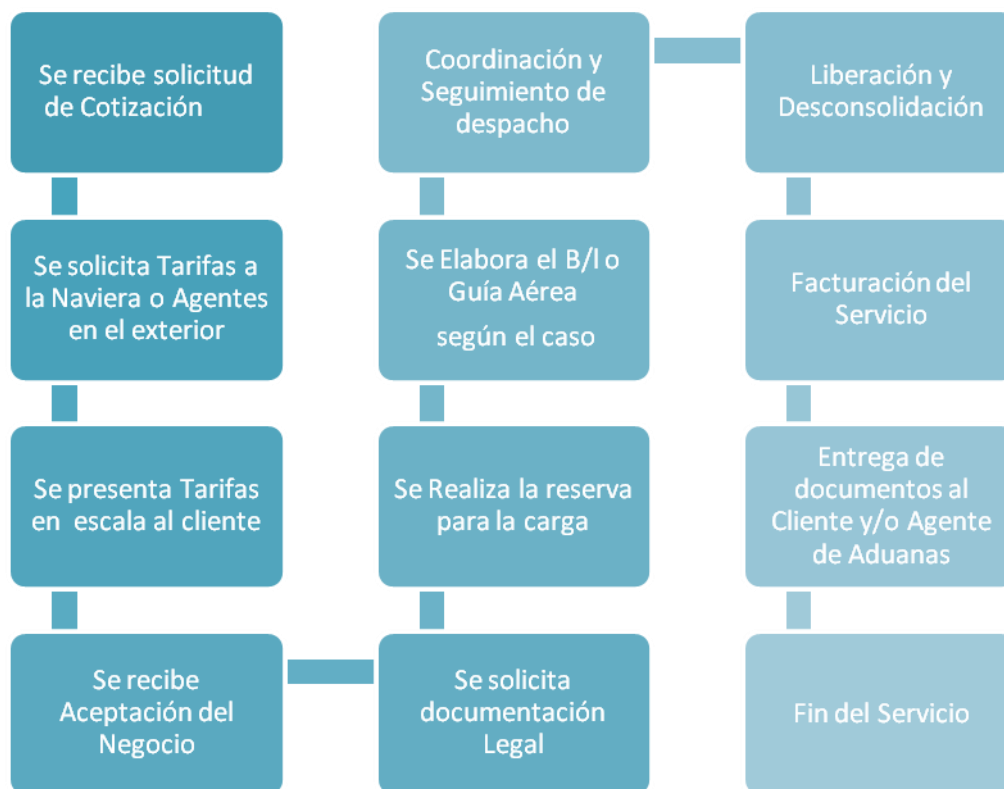 Se recibe solicitud
de Cotización
Se solicita Tarifas a
la Naviera o Agentes
en el exterior
Se presenta Tarifas
en escala al cliente
Se recibe
Aceptación del
Negocio
Se solicita
documentación
Legal
Se Realiza la reserva
para la carga
Se Elabora el B/l o
Guía Aérea
según el caso
Coordinación y
Seguimiento de
despacho
Liberación y
Desconsolidación
Facturación del
Servicio
Entrega de
documentos al
Cliente y/o Agente
de Aduanas
Fin del Servicio